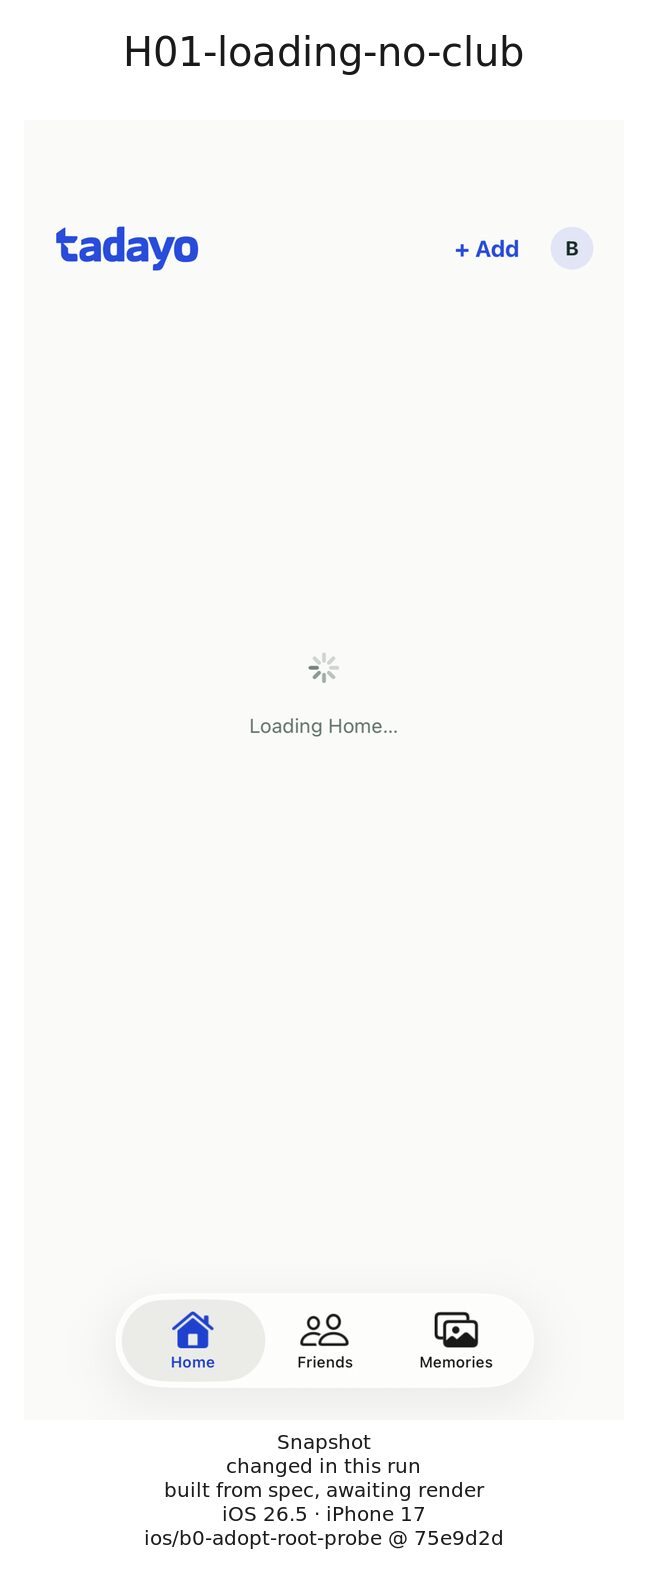 H01-loading-no-club
tadayo
+ Add
B
Loading Home...
Home
Friends
Memories
Snapshot
changed in this run
built from spec, awaiting render
iOS 26.5 · iPhone 17
ios/b0-adopt-root-probe @ 75e9d2d